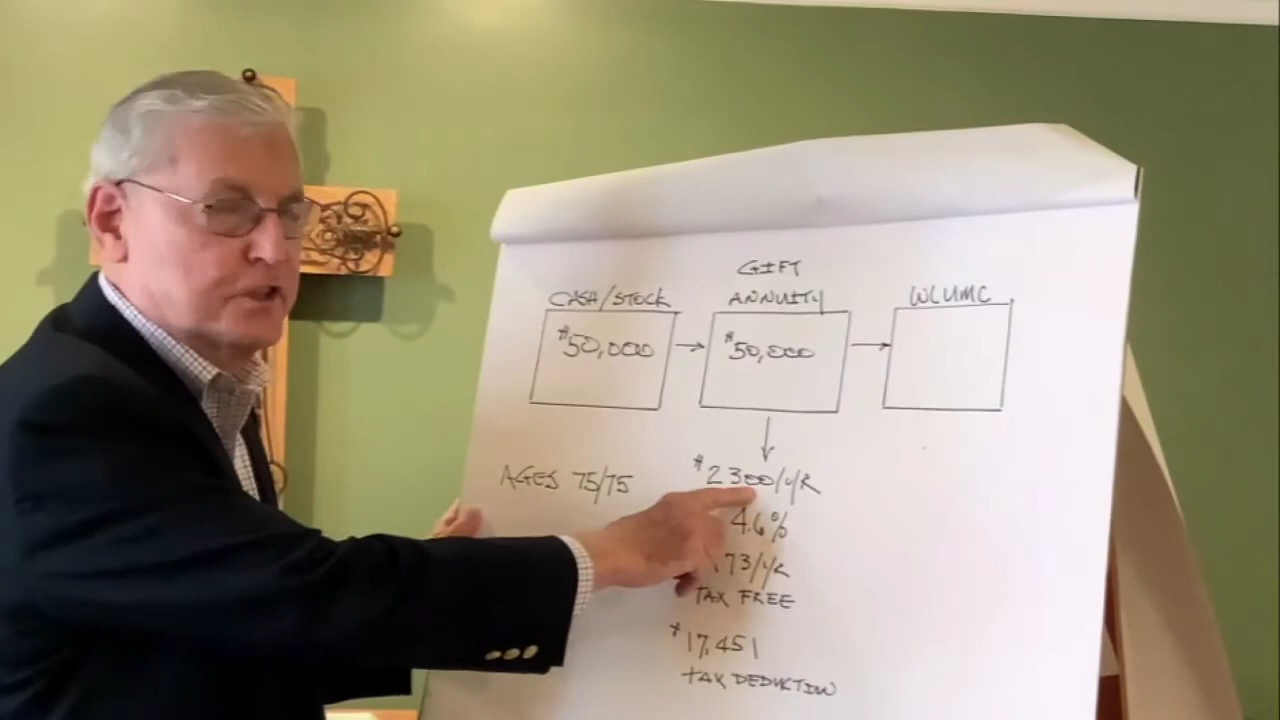 GIFT
CASH/STOCK ANNUITY WLUMC
$50,000 $50,000
AGES 75/75 $2300/YR
4.6%
73/YR
TAX FREE
$17,451
TAX DEDUCTION